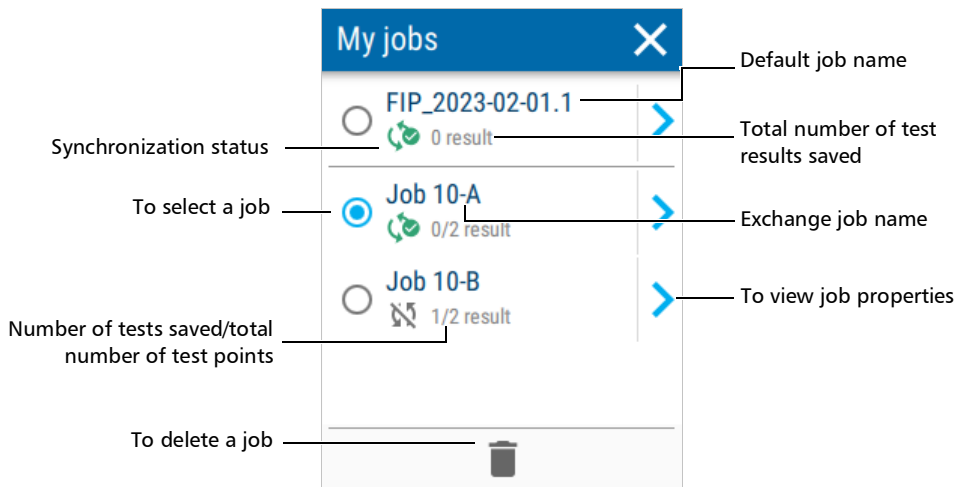 My jobs
Default job name
FIP_2023-02-01.1
0 result
Total number of test
results saved
Synchronization status
To select a job
Job 10-A
0/2 result
Exchange job name
Job 10-B
1/2 result
To view job properties
Number of tests saved/total
number of test points
To delete a job